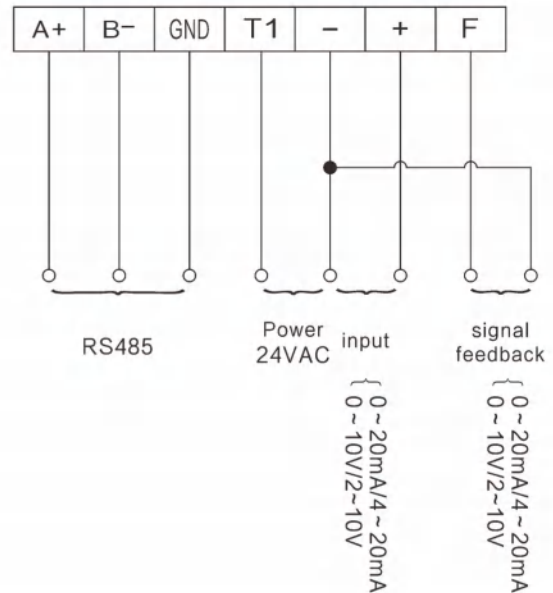 A+ B− GND T1 − + F
RS485
Power
24VAC
input
signal
feedback
0~20mA/4~20mA
0~10V/2~10V
0~20mA/4~20mA
0~10V/2~10V